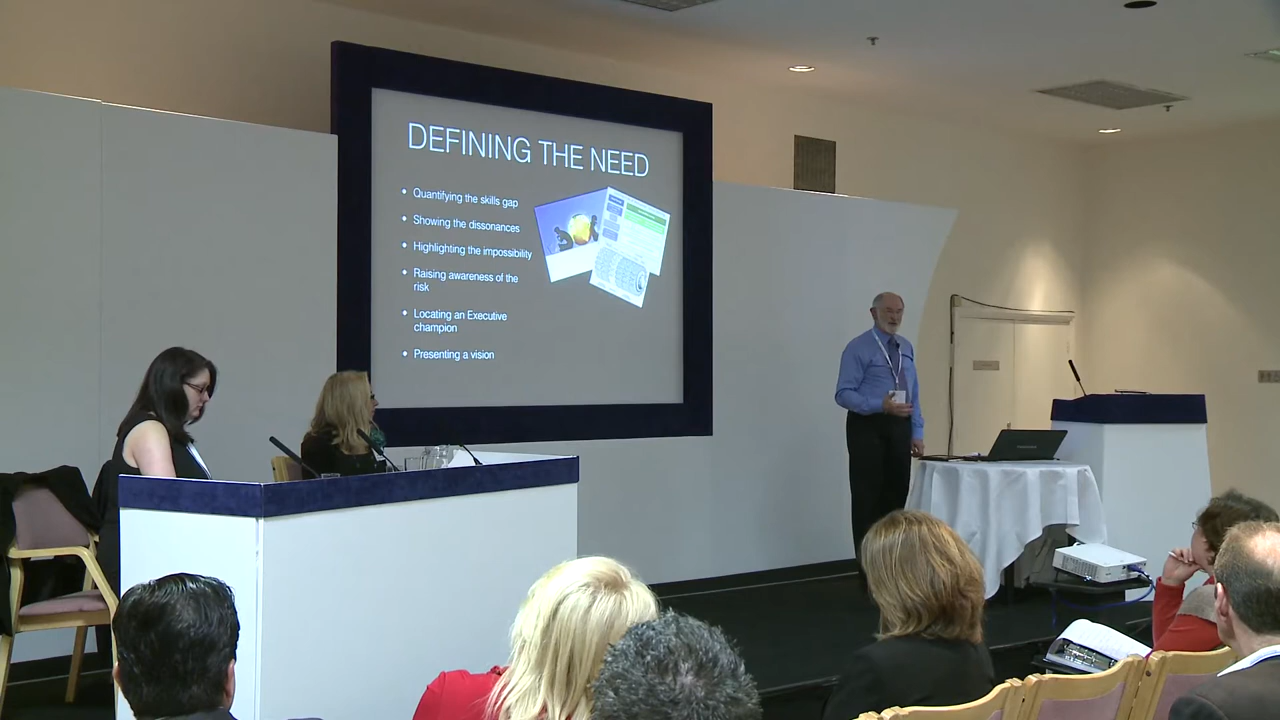 DEFINING THE NEED
• Quantifying the skills gap
• Showing the dissonances
• Highlighting the impossibility
• Raising awareness of the
risk
• Locating an Executive
champion
• Presenting a vision